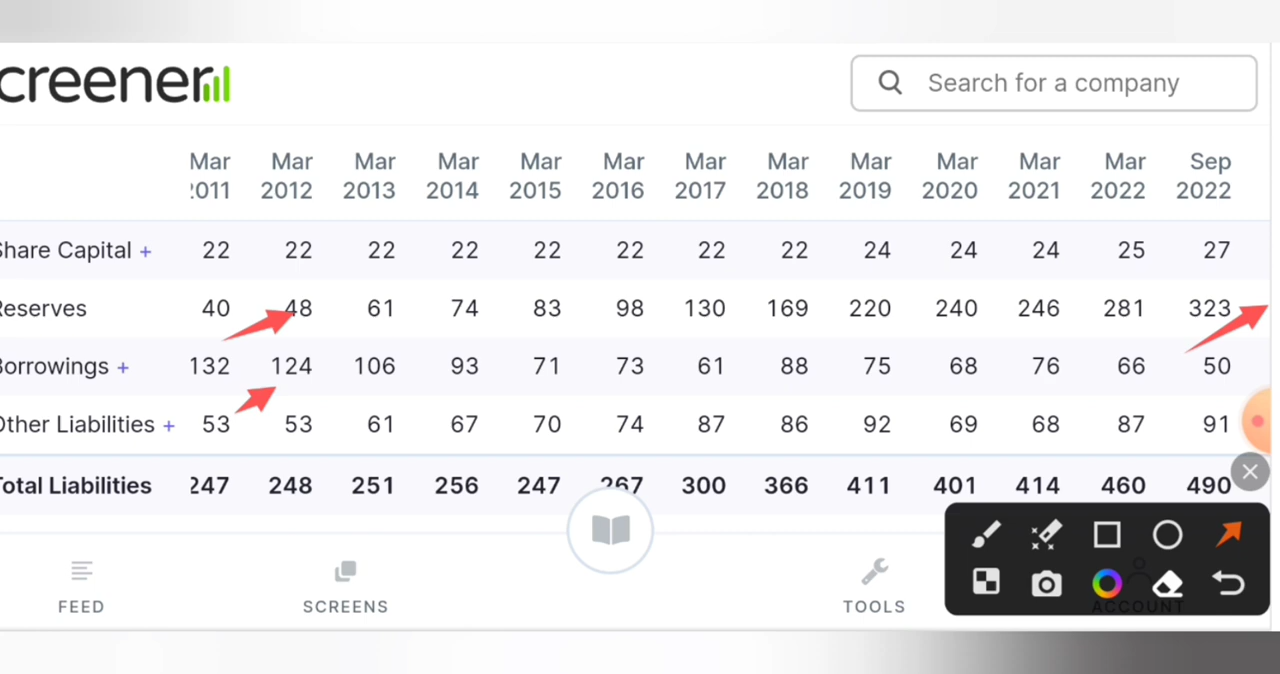 creener
Search for a company
Mar Mar Mar Mar Mar Mar Mar Mar Mar Mar Mar Mar Sep
2011 2012 2013 2014 2015 2016 2017 2018 2019 2020 2021 2022 2022
Share Capital + 22 22 22 22 22 22 22 22 24 24 24 25 27
Reserves 40 48 61 74 83 98 130 169 220 240 246 281 323
Borrowings + 132 124 106 93 71 73 61 88 75 68 76 66 50
Other Liabilities + 53 53 61 67 70 74 87 86 92 69 68 87 91
Total Liabilities 247 248 251 256 247 267 300 366 411 401 414 460 490
FEED SCREENS TOOLS ACCOUNT